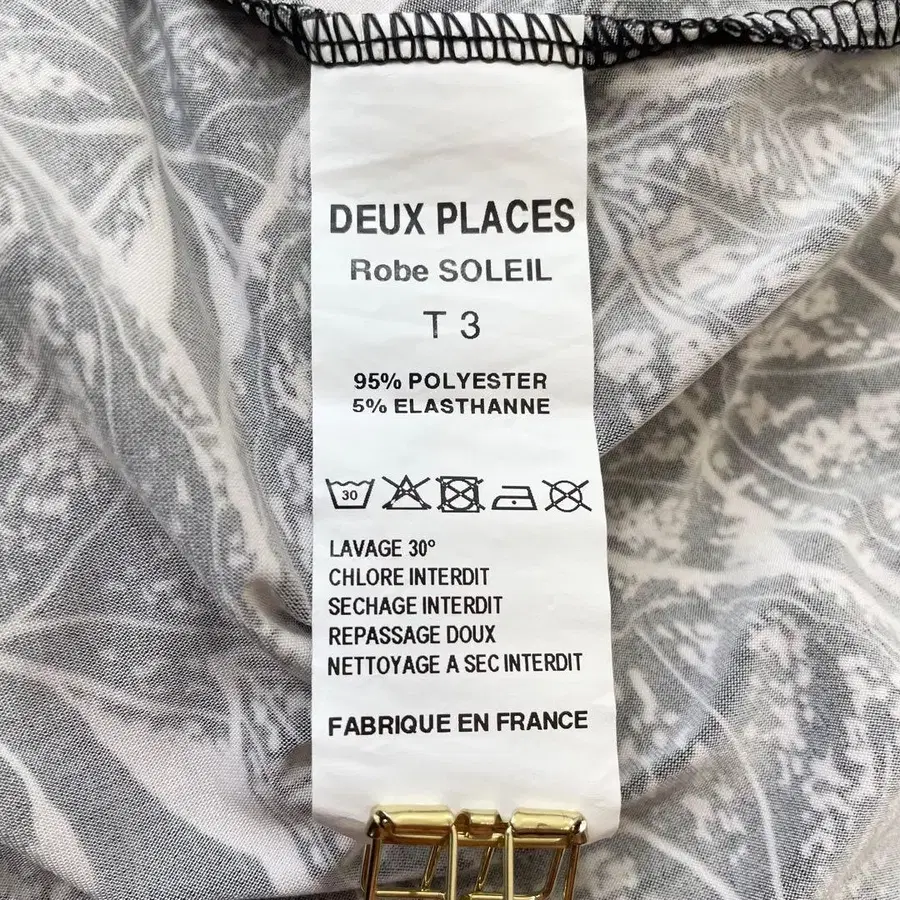 DEUX PLACES
Robe SOLEIL
T 3
95% POLYESTER
5% ELASTHANNE
30
LAVAGE 30°
CHLORE INTERDIT
SECHAGE INTERDIT
REPASSAGE DOUX
NETTOYAGE A SEC INTERDIT
FABRIQUE EN FRANCE